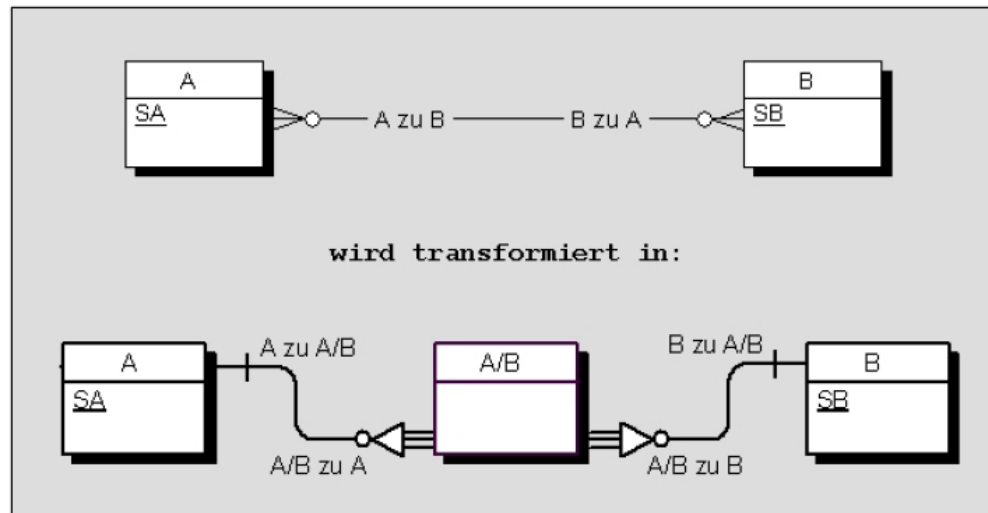 A
SA
A zu B
B zu A
B
SB
wird transformiert in:
A
SA
A zu A/B
A/B zu A
A/B
B zu A/B
A/B zu B
B
SB